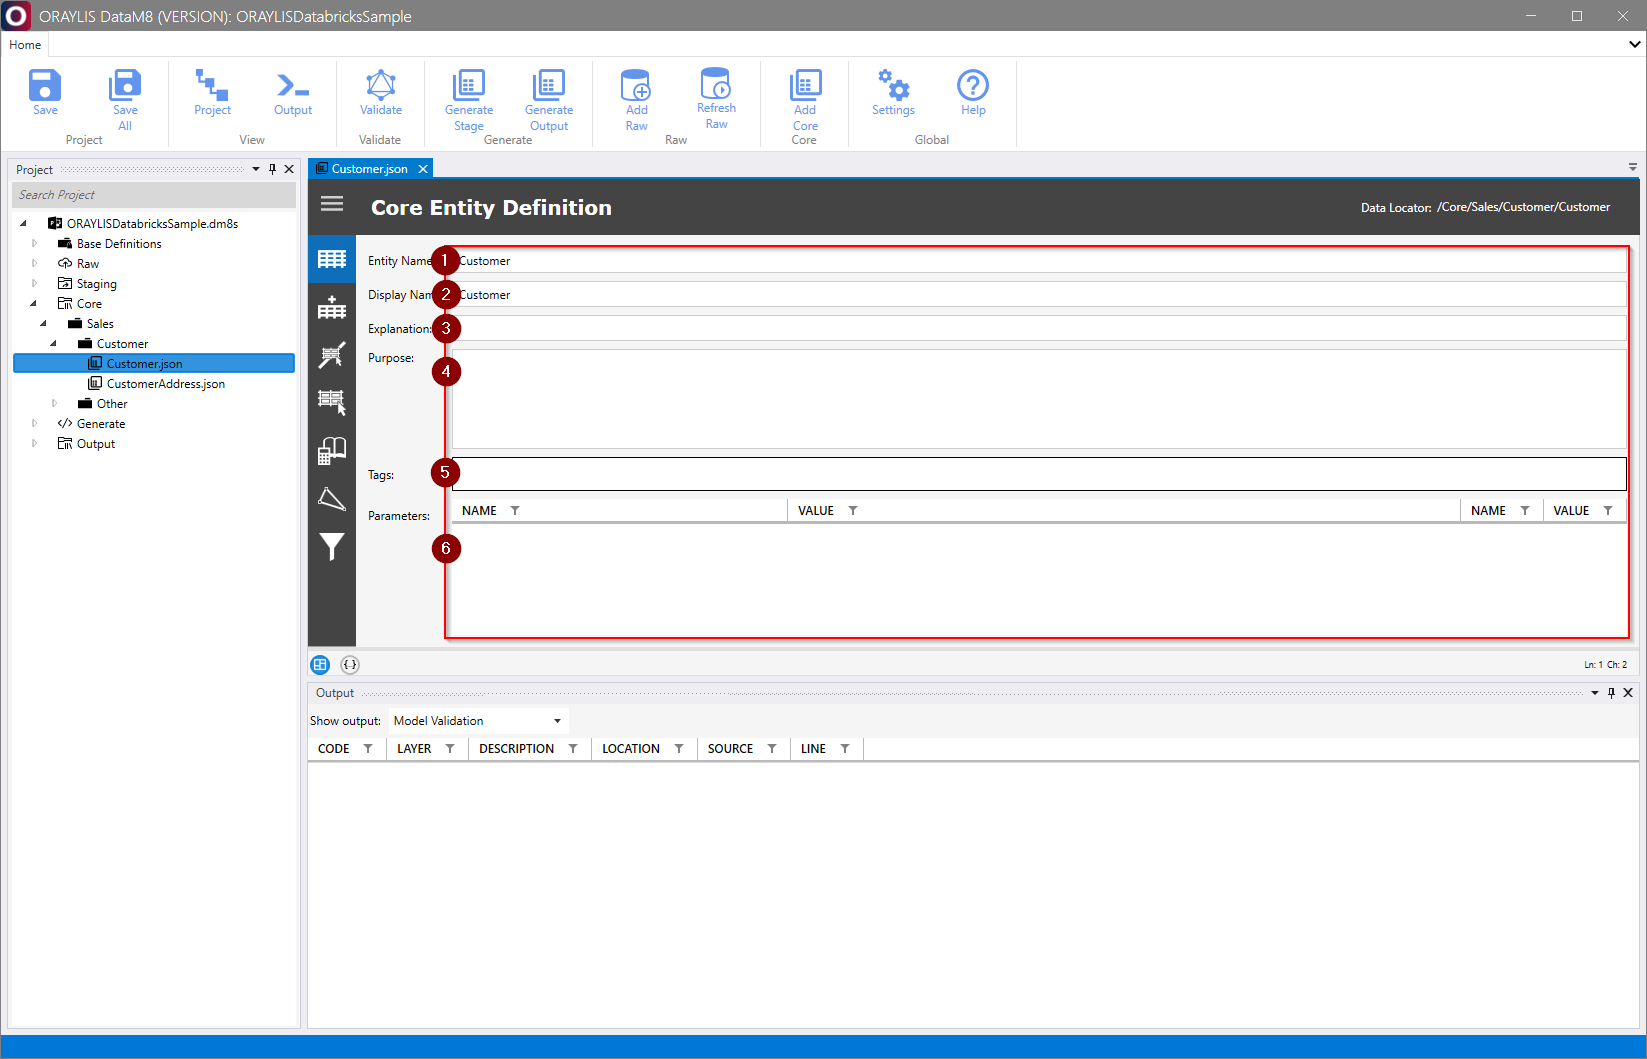 ORAYLIS DataM8 (VERSION): ORAYLISDatabricksSample
Home
Save
Save All
Project
Project
Output
View
Validate
Validate
Generate Stage
Generate Output
Generate
Add Raw
Refresh Raw
Raw
Add Core
Core
Settings
Help
Global
Project
Search Project
ORAYLISDatabricksSample.dm8s
Base Definitions
Raw
Staging
Core
Sales
Customer
Customer.json
CustomerAddress.json
Other
Generate
Output
Customer.json
Core Entity Definition
Data Locator: /Core/Sales/Customer/Customer
Entity Name 1 Customer
Display Nam 2 Customer
Explanation: 3
Purpose:
4
Tags: 5
Parameters: NAME VALUE NAME VALUE
6
{·}
Ln: 1 Ch: 2
Output
Show output: Model Validation
CODE LAYER DESCRIPTION LOCATION SOURCE LINE